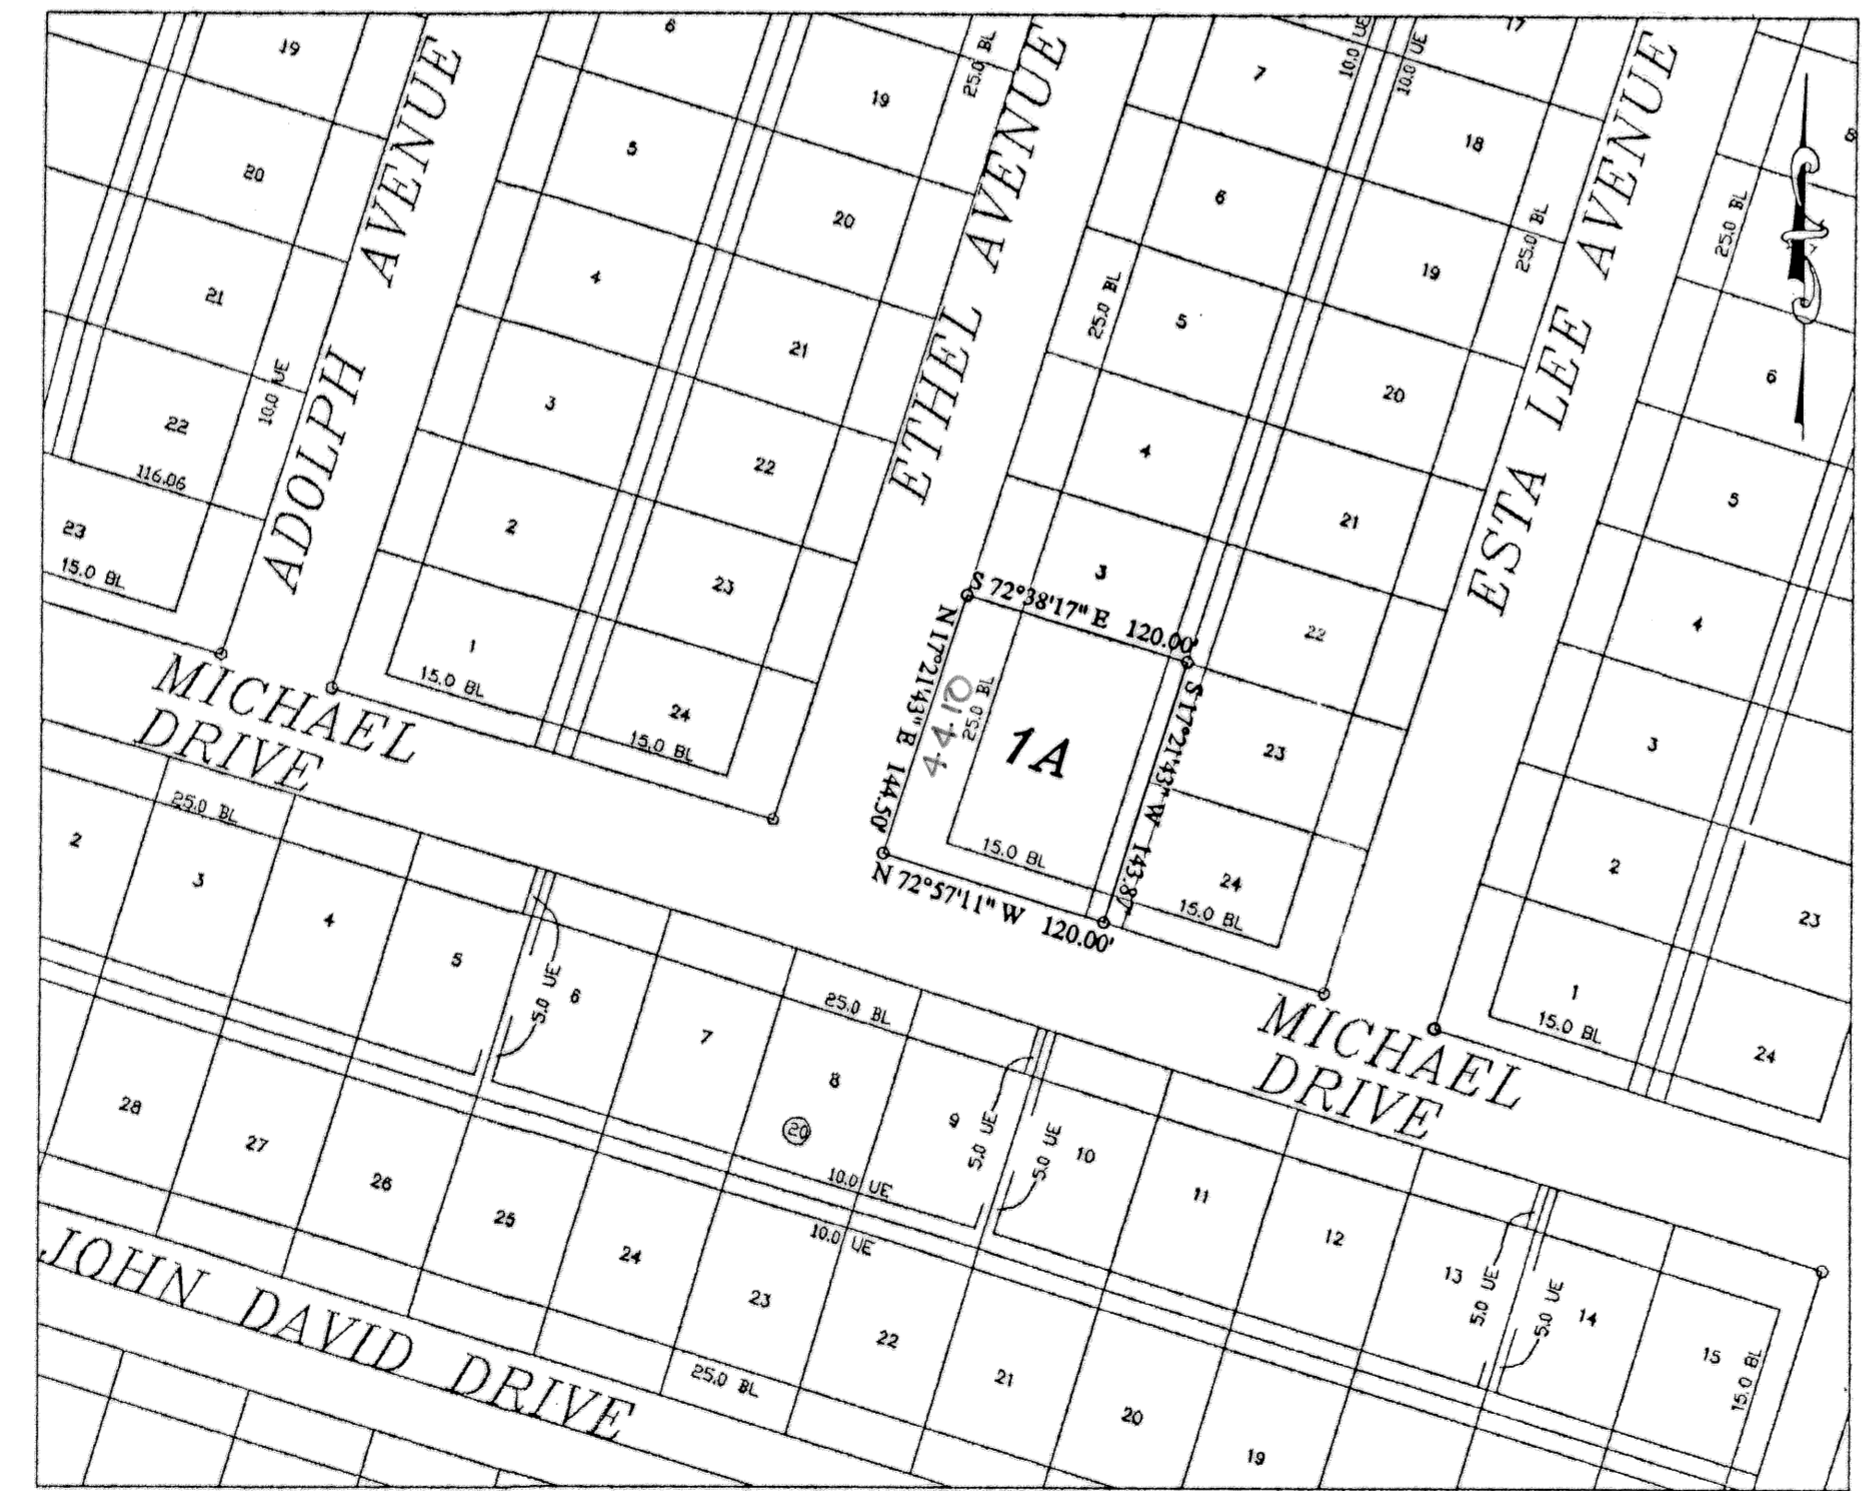 19
6
19
25.0 BL
7
10.0 UE
10.0 UE
17
8
20
5
20
6
18
25.0 BL
25.0 BL
21
4
21
5
25.0 BL
19
6
22
10.0 UE
3
22
4
20
5
116.06
23
15.0 BL
2
23
3
21
4
ADOLPH AVENUE
ETHEL AVENUE
ESTA LEE AVENUE
1
15.0 BL
24
15.0 BL
S 72°38'17" E 120.00'
N 17°21'43" E 144.50'
4-4-10
25.0 BL
1A
S 17°21'43" W 143.80'
15.0 BL
N 72°57'11" W 120.00'
22
23
24
15.0 BL
3
2
1
15.0 BL
23
24
MICHAEL
DRIVE
MICHAEL
DRIVE
25.0 BL
2
3
4
5
5.0 UE
6
7
25.0 BL
8
20
9
5.0 UE
5.0 UE
10
11
12
13
5.0 UE
5.0 UE
14
15
15.0 BL
10.0 UE
10.0 UE
28
27
26
25
24
23
22
21
20
19
25.0 BL
JOHN DAVID DRIVE